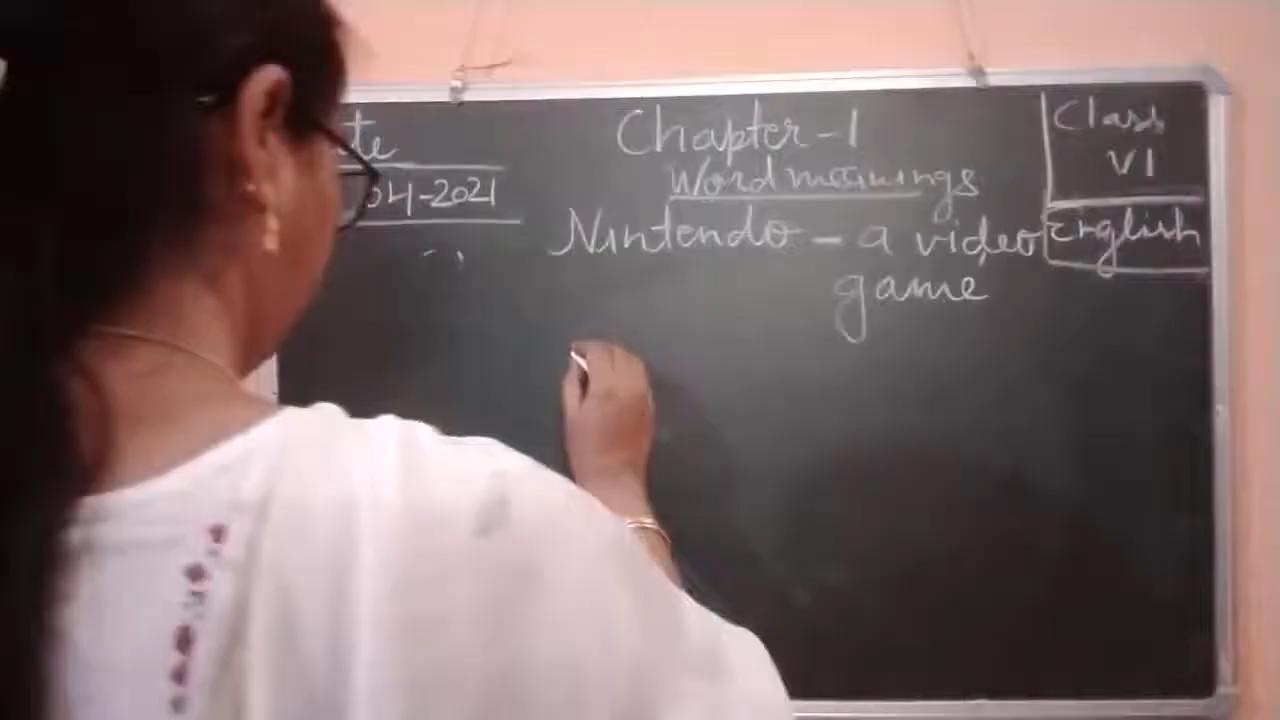 Chapter-1
Class
VI
Word meanings
04-2021
Nintendo - a video
game
English